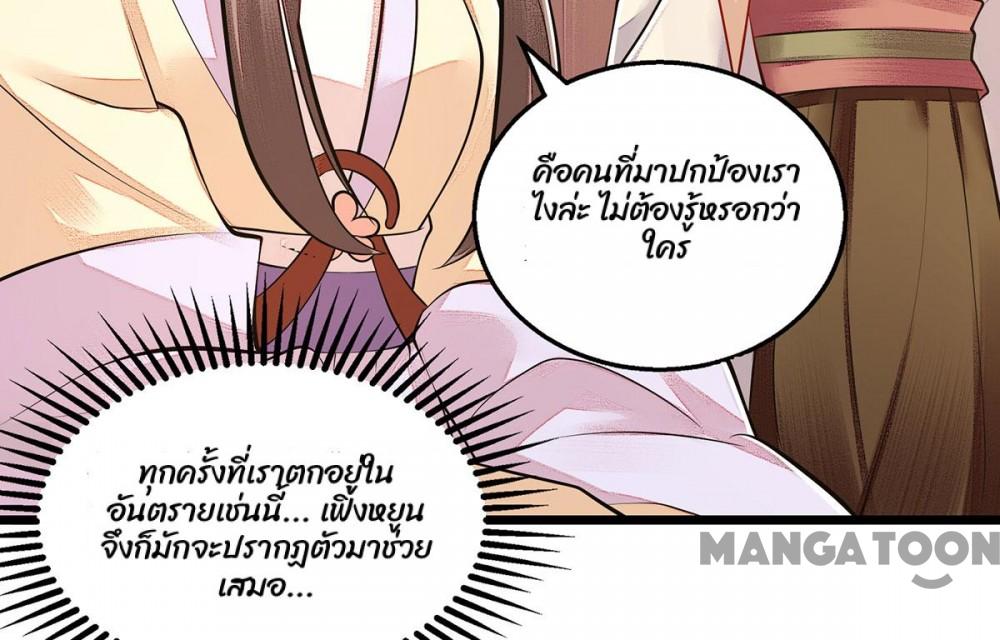 คือคนที่มาปกป้องเรา
ไงล่ะ ไม่ต้องรู้หรอกว่า
ใคร
ทุกครั้งที่เราตกอยู่ใน
อันตรายเช่นนี้... เฟิ่งหยูน
จึงก็มักจะปรากฏตัวมาช่วย
เสมอ...
MANGATOON